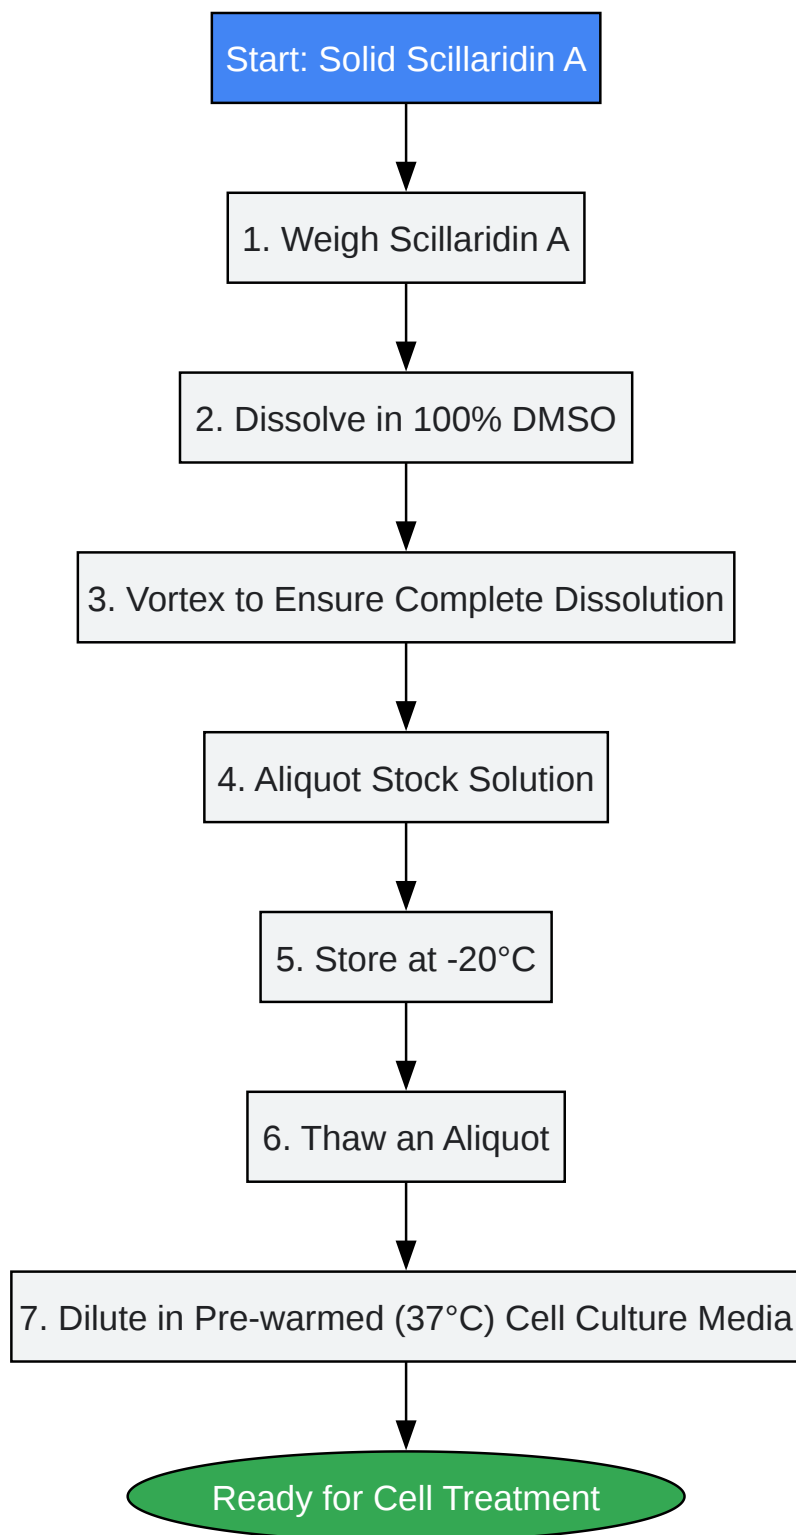 Start: Solid Scillaridin A
1. Weigh Scillaridin A
2. Dissolve in 100% DMSO
3. Vortex to Ensure Complete Dissolution
4. Aliquot Stock Solution
5. Store at -20°C
6. Thaw an Aliquot
7. Dilute in Pre-warmed (37°C) Cell Culture Media
Ready for Cell Treatment